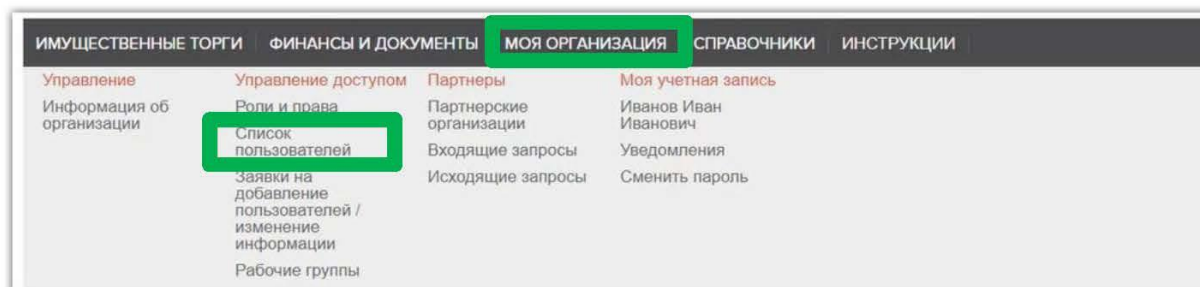 ИМУЩЕСТВЕННЫЕ ТОРГИ ФИНАНСЫ И ДОКУМЕНТЫ МОЯ ОРГАНИЗАЦИЯ СПРАВОЧНИКИ ИНСТРУКЦИИ
Управление
Информация об
организации
Управление доступом
Роли и права
Список
пользователей
Заявки на
добавление
пользователей /
изменение
информации
Рабочие группы
Партнеры
Партнерские
организации
Входящие запросы
Исходящие запросы
Моя учетная запись
Иванов Иван
Иванович
Уведомления
Сменить пароль